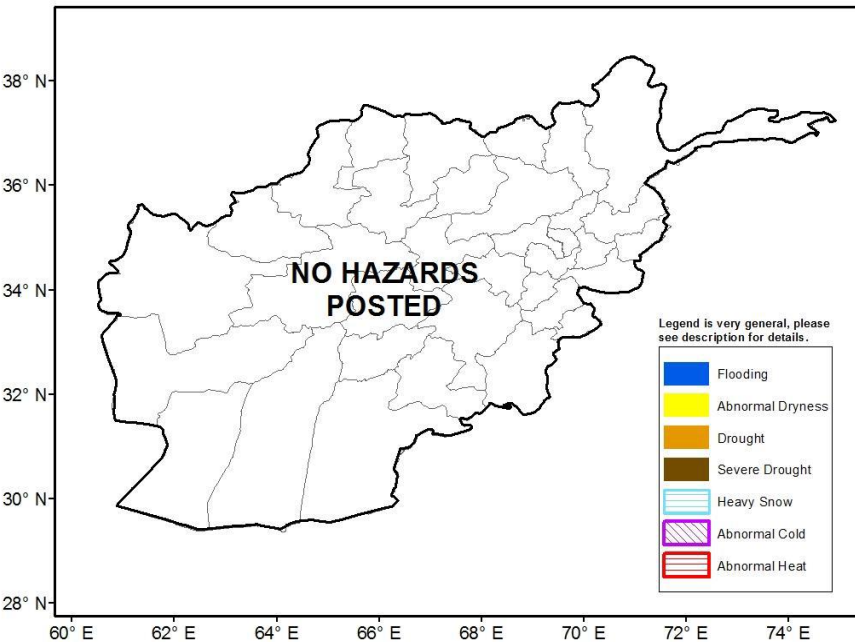 38° N
36° N
34° N
32° N
30° N
28° N
NO HAZARDS
POSTED
Legend is very general, please
see description for details.
Flooding
Abnormal Dryness
Drought
Severe Drought
Heavy Snow
Abnormal Cold
Abnormal Heat
60° E 62° E 64° E 66° E 68° E 70° E 72° E 74° E